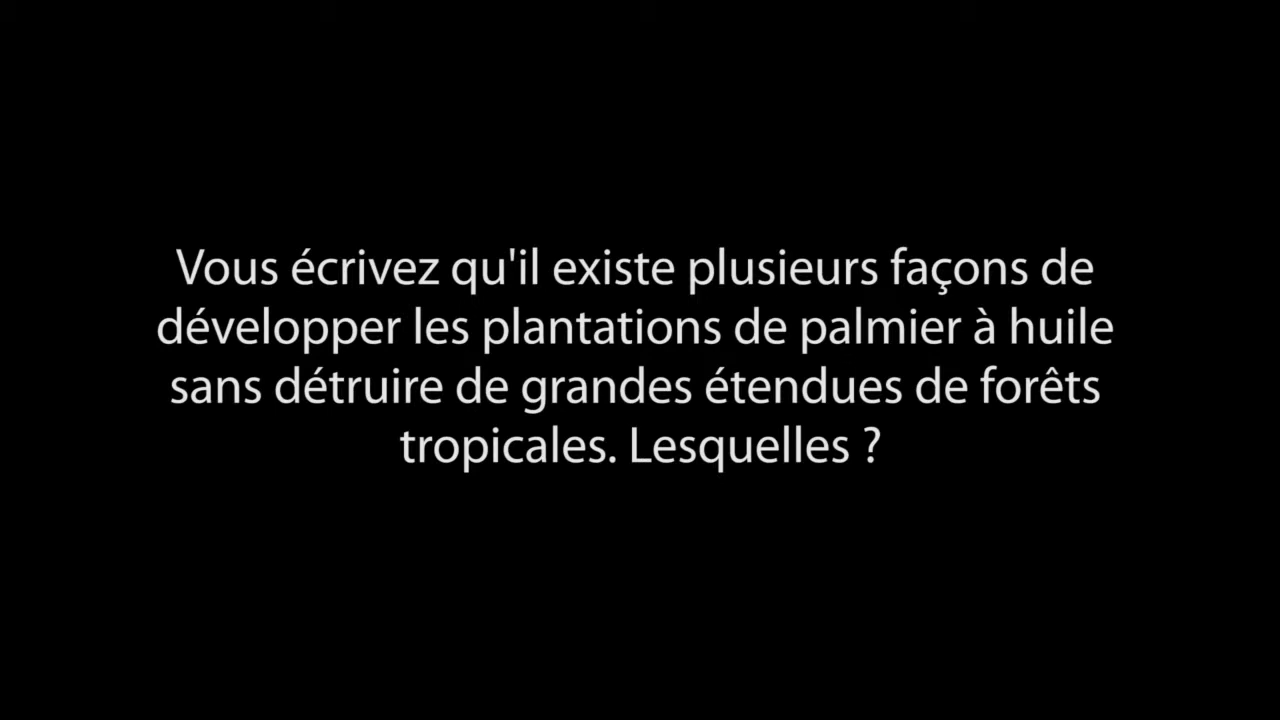 Vous écrivez qu'il existe plusieurs façons de
développer les plantations de palmier à huile
sans détruire de grandes étendues de forêts
tropicales. Lesquelles ?